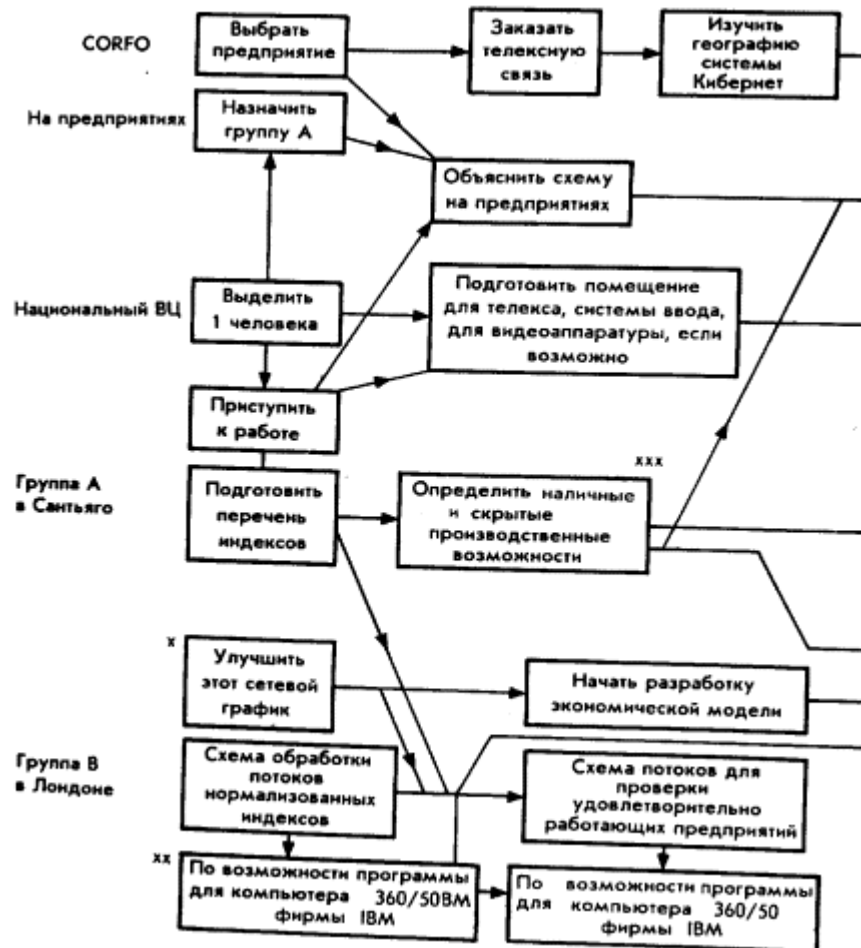 CORFO
Выбрать
предприятие
Заказать
телексную
связь
Изучить
географию
системы
Кибернет
На предприятиях
Назначить
группу А
Объяснить схему
на предприятиях
Национальный ВЦ
Выделить
1 человека
Подготовить помещение
для телекса, системы ввода,
для видеоаппаратуры, если
возможно
Приступить
к работе
Группа А
в Сантьяго
Подготовить
перечень
индексов
xxx
Определить наличные
и скрытые
производственные
возможности
x
Улучшить
этот сетевой
график
Начать разработку
экономической модели
Группа В
в Лондоне
Схема обработки
потоков
нормализованных
индексов
Схема потоков для
проверки
удовлетворительно
работающих предприятий
xx
По возможности программы
для компьютера 360/50ВМ
фирмы IBM
По возможности программы
для компьютера 360/50
фирмы IBM